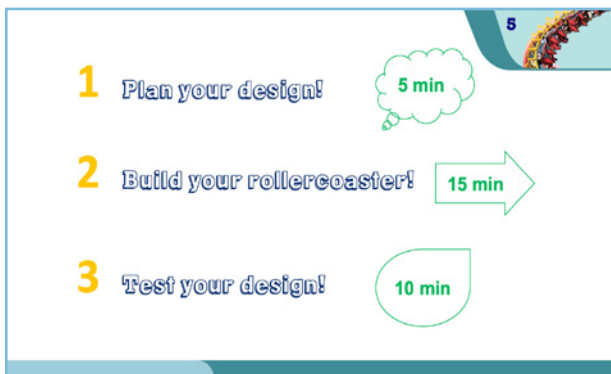 5
1 Plan your design! 5 min
2 Build your rollercoaster! 15 min
3 Test your design! 10 min